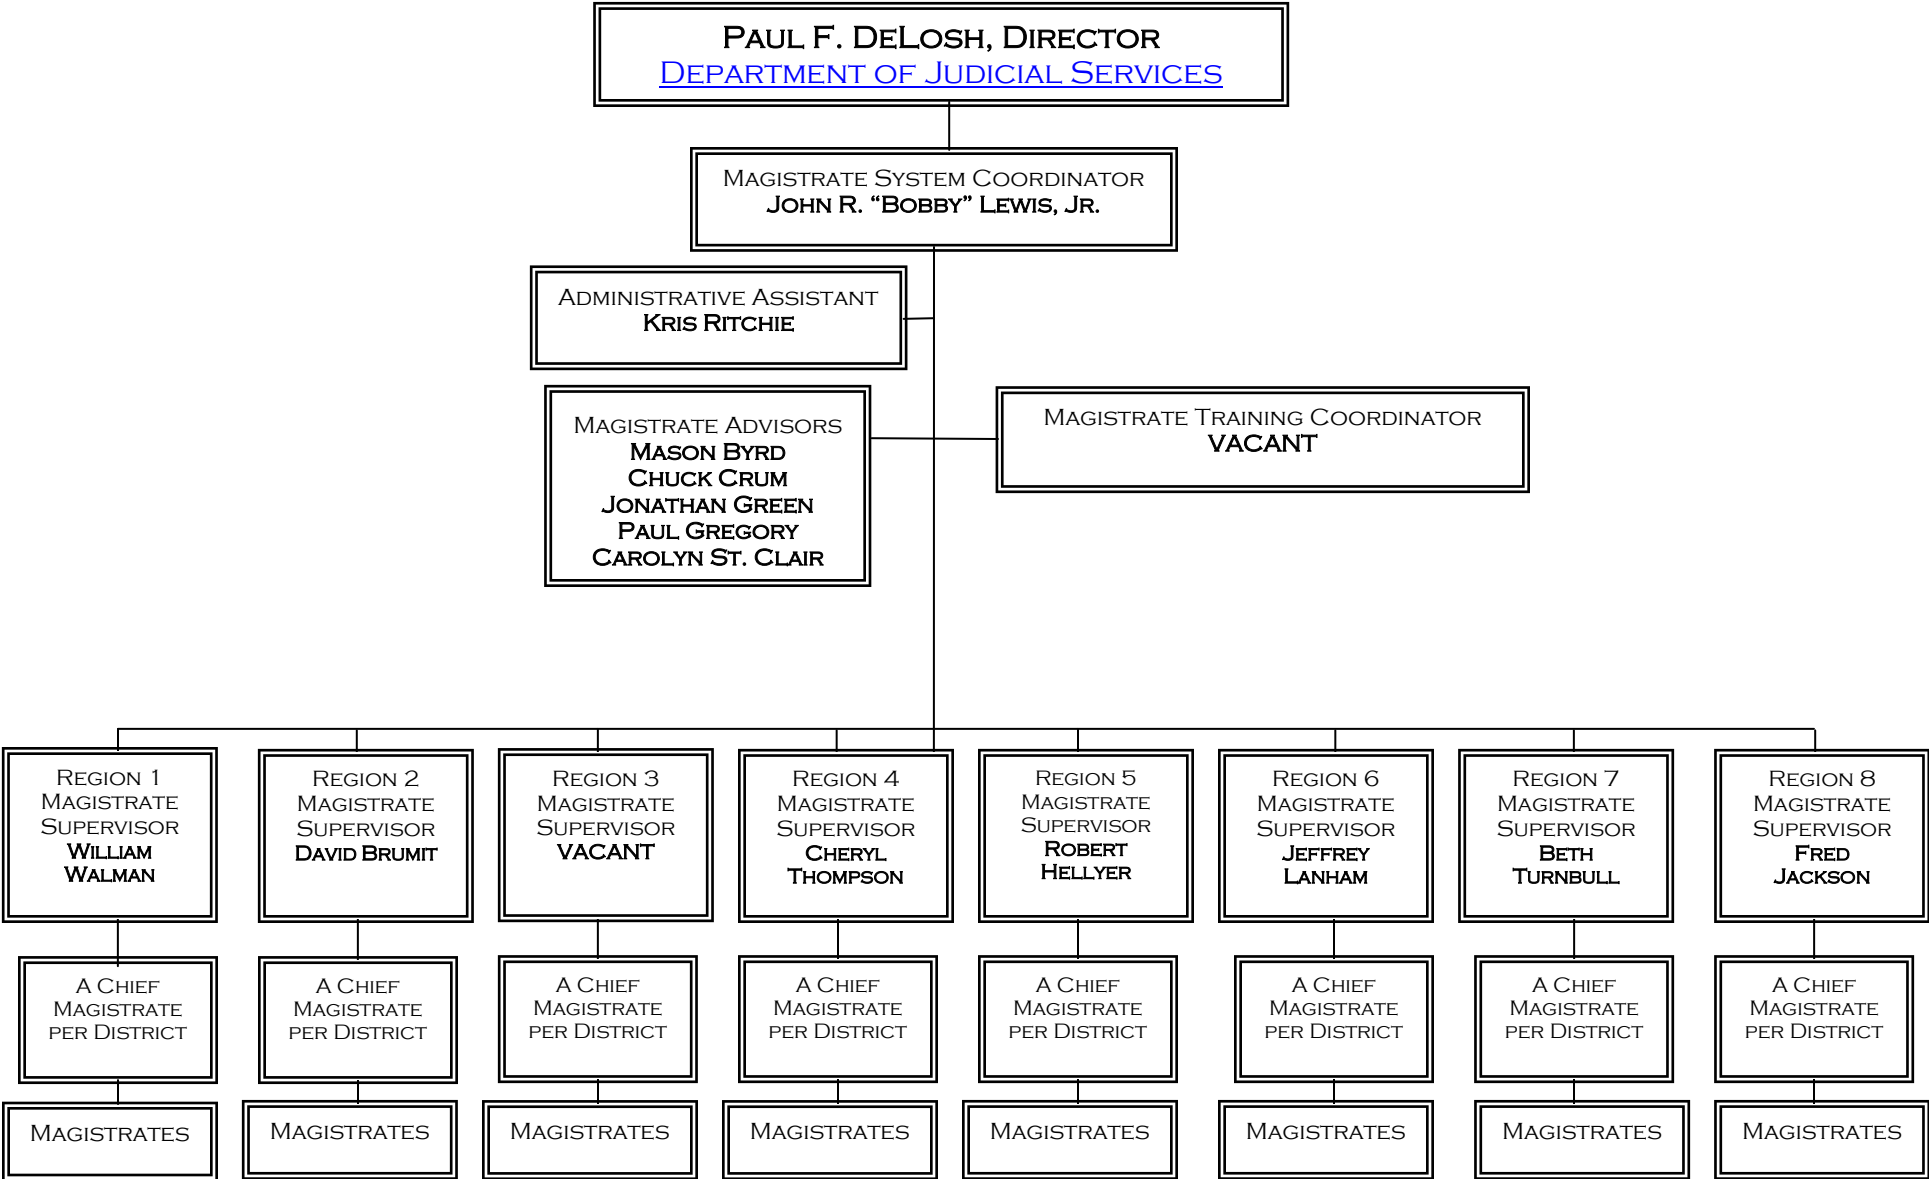 Paul F. DeLosh, Director
Department of Judicial Services
Magistrate System Coordinator
John R. “Bobby” Lewis, Jr.
Administrative Assistant
Kris Ritchie
Magistrate Advisors
Mason Byrd
Chuck Crum
Jonathan Green
Paul Gregory
Carolyn St. Clair
Magistrate Training Coordinator
VACANT
Region 1
Magistrate
Supervisor
William
Walman
Region 2
Magistrate
Supervisor
David Brumit
Region 3
Magistrate
Supervisor
VACANT
Region 4
Magistrate
Supervisor
Cheryl
Thompson
Region 5
Magistrate
Supervisor
Robert
Hellyer
Region 6
Magistrate
Supervisor
Jeffrey
Lanham
Region 7
Magistrate
Supervisor
Beth
Turnbull
Region 8
Magistrate
Supervisor
Fred
Jackson
A Chief
Magistrate
per District
A Chief
Magistrate
per District
A Chief
Magistrate
per District
A Chief
Magistrate
per District
A Chief
Magistrate
per District
A Chief
Magistrate
per District
A Chief
Magistrate
per District
A Chief
Magistrate
per District
Magistrates
Magistrates
Magistrates
Magistrates
Magistrates
Magistrates
Magistrates
Magistrates